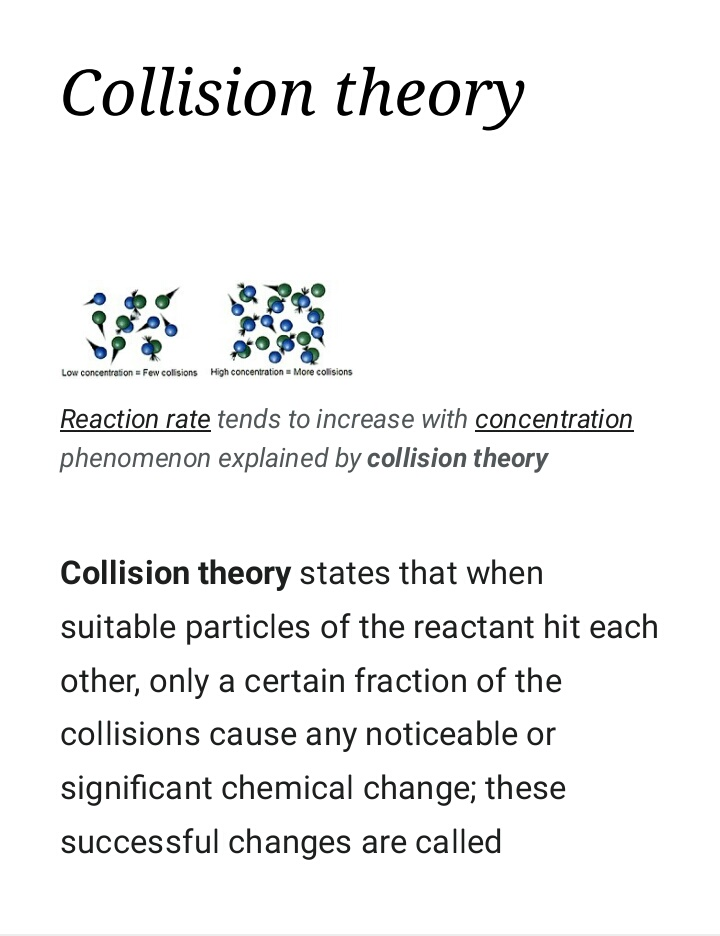 Collision theory
Low concentration = Few collisions High concentration = More collisions
Reaction rate tends to increase with concentration
phenomenon explained by collision theory
Collision theory states that when
suitable particles of the reactant hit each
other, only a certain fraction of the
collisions cause any noticeable or
significant chemical change; these
successful changes are called